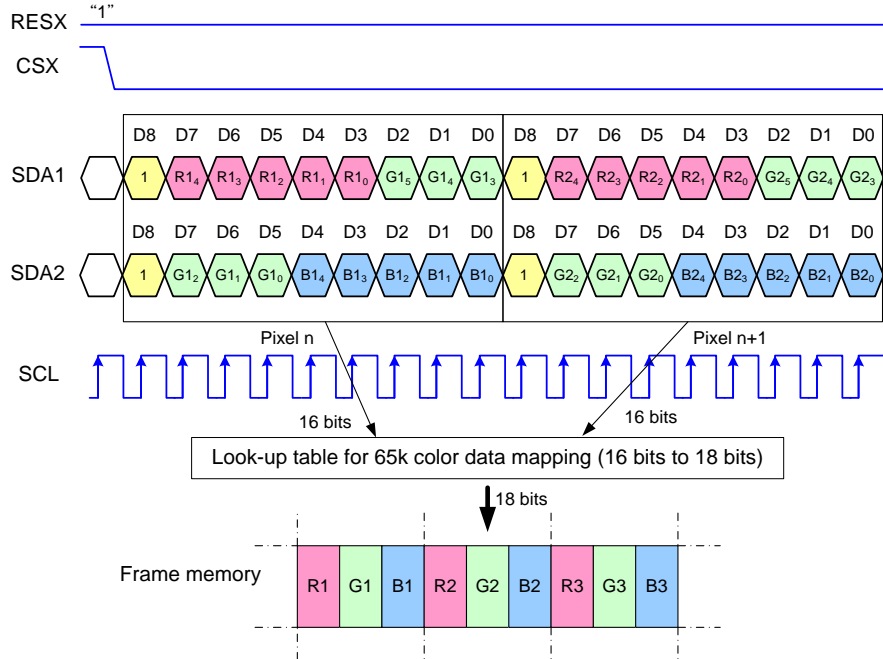 RESX “1”
CSX
D8 D7 D6 D5 D4 D3 D2 D1 D0 D8 D7 D6 D5 D4 D3 D2 D1 D0
SDA1 1 R1₄ R1₃ R1₂ R1₁ R1₀ G1₅ G1₄ G1₃ 1 R2₄ R2₃ R2₂ R2₁ R2₀ G2₅ G2₄ G2₃
D8 D7 D6 D5 D4 D3 D2 D1 D0 D8 D7 D6 D5 D4 D3 D2 D1 D0
SDA2 1 G1₂ G1₁ G1₀ B1₄ B1₃ B1₂ B1₁ B1₀ 1 G2₂ G2₁ G2₀ B2₄ B2₃ B2₂ B2₁ B2₀
Pixel n Pixel n+1
SCL
16 bits 16 bits
Look-up table for 65k color data mapping (16 bits to 18 bits)
18 bits
Frame memory R1 G1 B1 R2 G2 B2 R3 G3 B3